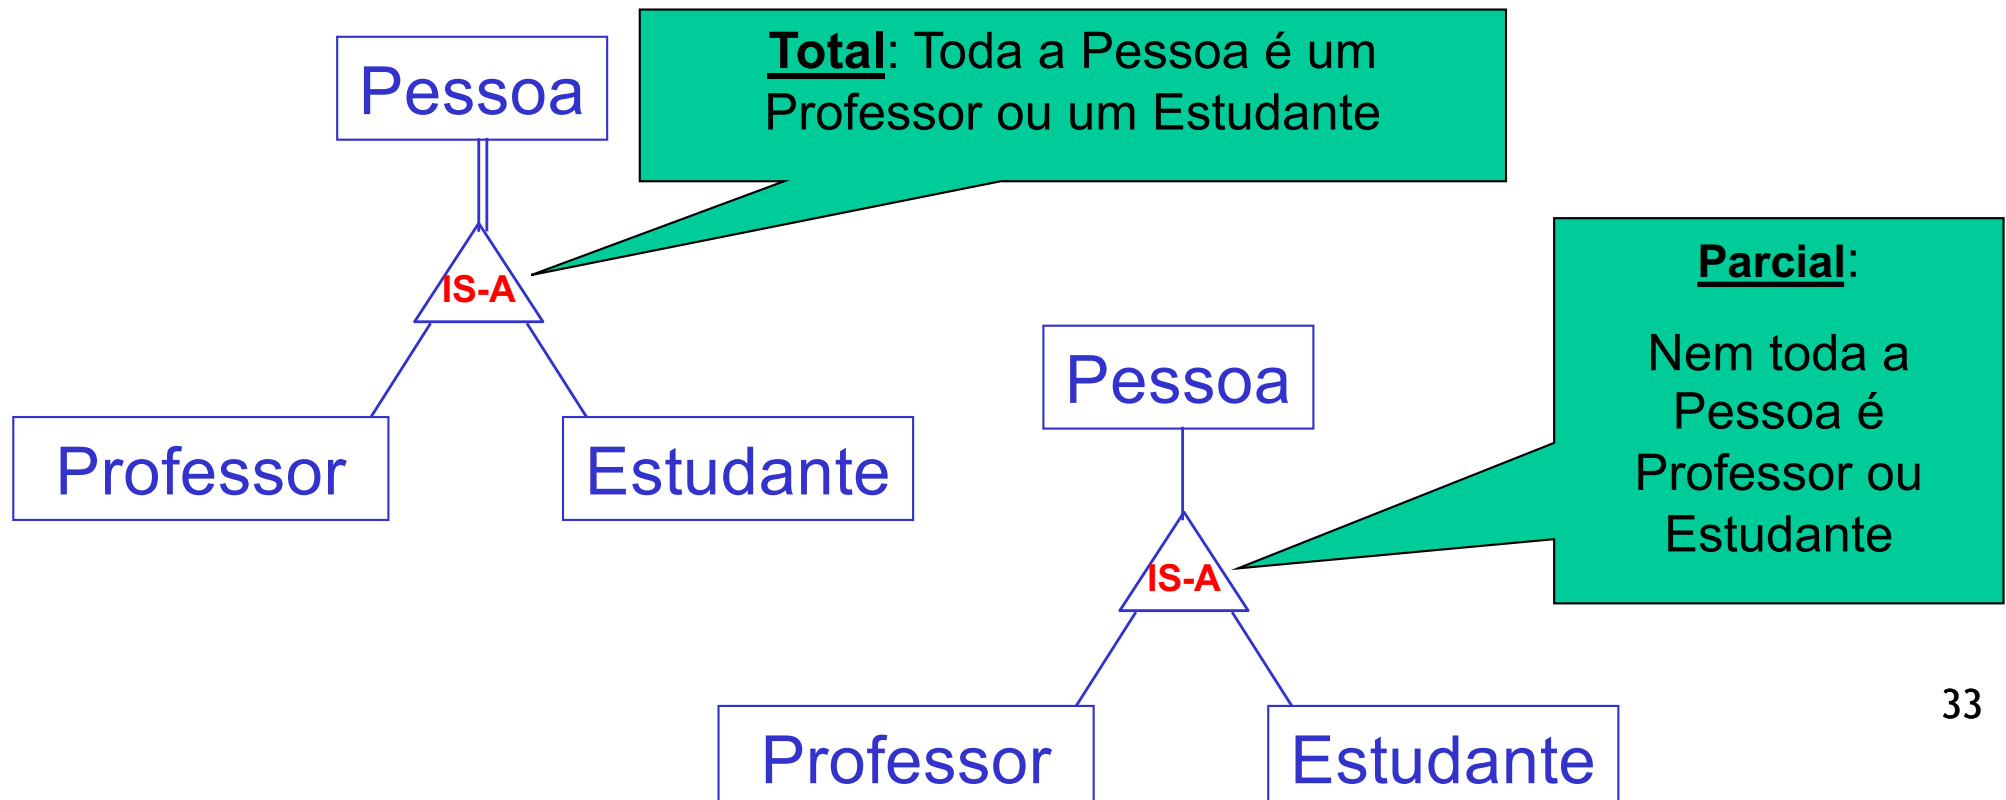 Pessoa
Total: Toda a Pessoa é um
Professor ou um Estudante
IS-A
Professor
Estudante
Parcial:
Nem toda a
Pessoa é
Professor ou
Estudante
Pessoa
IS-A
Professor
Estudante
33